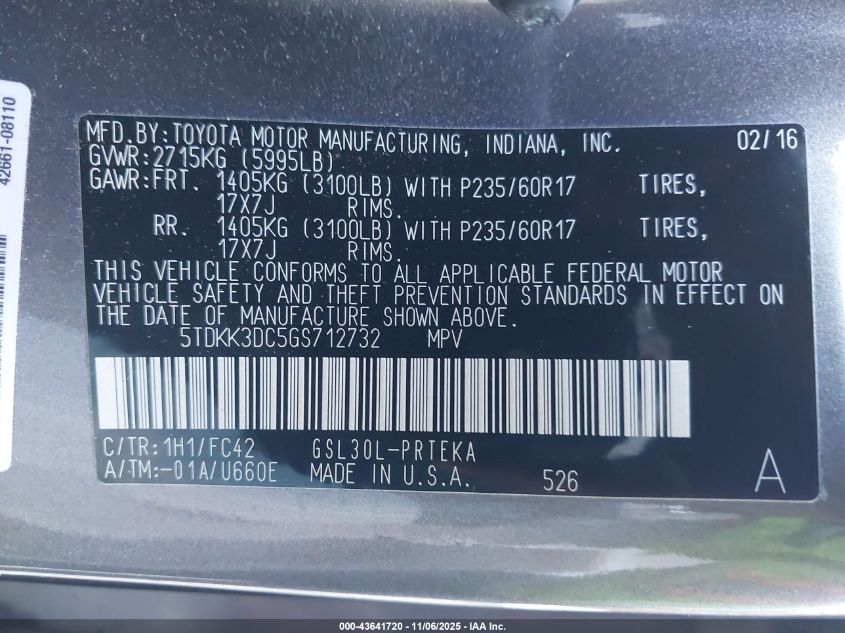 42661-08110
MFD.BY:TOYOTA MOTOR MANUFACTURING, INDIANA, INC. 02/16
GVWR:2715KG (5995LB)
GAWR:FRT. 1405KG (3100LB) WITH P235/60R17 TIRES,
17X7J RIMS.
RR. 1405KG (3100LB) WITH P235/60R17 TIRES,
17X7J RIMS.
THIS VEHICLE CONFORMS TO ALL APPLICABLE FEDERAL MOTOR
VEHICLE SAFETY AND THEFT PREVENTION STANDARDS IN EFFECT ON
THE DATE OF MANUFACTURE SHOWN ABOVE.
5TDKK3DC5GS712732 MPV
C/TR:1H1/FC42 GSL30L-PRTEKA
A/TM:-01A/U660E MADE IN U.S.A. 526 A
000-43641720 - 11/06/2025 - IAA Inc.